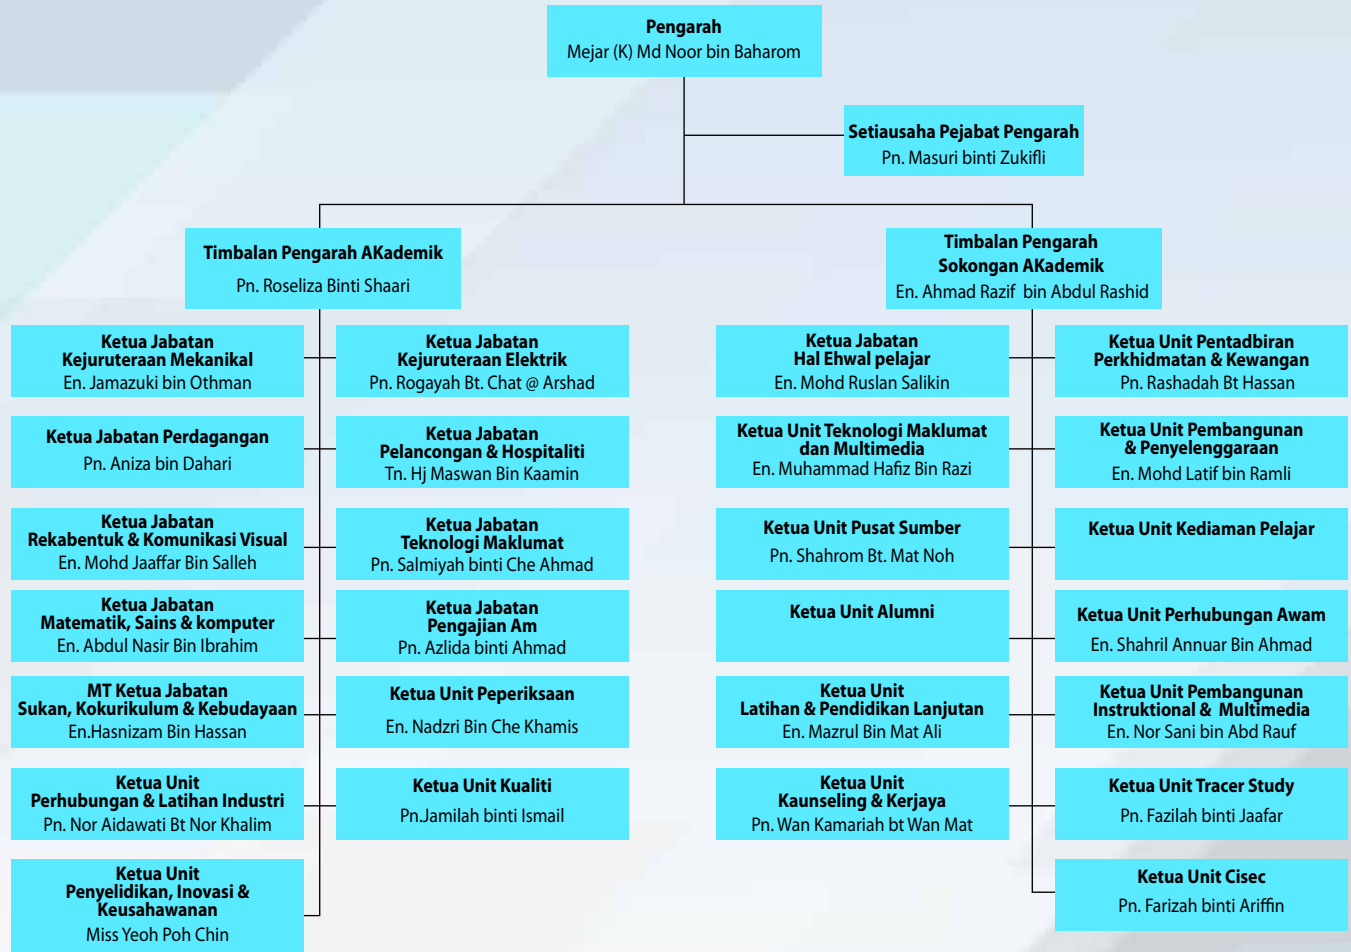 Pengarah
Mejar (K) Md Noor bin Baharom
Setiausaha Pejabat Pengarah
Pn. Masuri binti Zukifli
Timbalan Pengarah AKademik
Pn. Roseliza Binti Shaari
Timbalan Pengarah
Sokongan AKademik
En. Ahmad Razif bin Abdul Rashid
Ketua Jabatan
Kejuruteraan Mekanikal
En. Jamazuki bin Othman
Ketua Jabatan
Kejuruteraan Elektrik
Pn. Rogayah Bt. Chat @ Arshad
Ketua Jabatan
Hal Ehwal pelajar
En. Mohd Ruslan Salikin
Ketua Unit Pentadbiran
Perkhidmatan & Kewangan
Pn. Rashadah Bt Hassan
Ketua Jabatan Perdagangan
Pn. Aniza bin Dahari
Ketua Jabatan
Pelancongan & Hospitaliti
Tn. Hj Maswan Bin Kaamin
Ketua Unit Teknologi Maklumat
dan Multimedia
En. Muhammad Hafiz Bin Razi
Ketua Unit Pembangunan
& Penyelenggaraan
En. Mohd Latif bin Ramli
Ketua Jabatan
Rekabentuk & Komunikasi Visual
En. Mohd Jaaffar Bin Salleh
Ketua Jabatan
Teknologi Maklumat
Pn. Salmiyah binti Che Ahmad
Ketua Unit Pusat Sumber
Pn. Shahrom Bt. Mat Noh
Ketua Unit Kediaman Pelajar
Ketua Jabatan
Matematik, Sains & komputer
En. Abdul Nasir Bin Ibrahim
Ketua Jabatan
Pengajian Am
Pn. Azlida binti Ahmad
Ketua Unit Alumni
Ketua Unit Perhubungan Awam
En. Shahril Annuar Bin Ahmad
MT Ketua Jabatan
Sukan, Kokurikulum & Kebudayaan
En.Hasnizam Bin Hassan
Ketua Unit Peperiksaan
En. Nadzri Bin Che Khamis
Ketua Unit
Latihan & Pendidikan Lanjutan
En. Mazrul Bin Mat Ali
Ketua Unit Pembangunan
Instruktional & Multimedia
En. Nor Sani bin Abd Rauf
Ketua Unit
Perhubungan & Latihan Industri
Pn. Nor Aidawati Bt Nor Khalim
Ketua Unit Kualiti
Pn.Jamilah binti Ismail
Ketua Unit
Kaunseling & Kerjaya
Pn. Wan Kamariah bt Wan Mat
Ketua Unit Tracer Study
Pn. Fazilah binti Jaafar
Ketua Unit
Penyelidikan, Inovasi &
Keusahawanan
Miss Yeoh Poh Chin
Ketua Unit Cisec
Pn. Farizah binti Ariffin